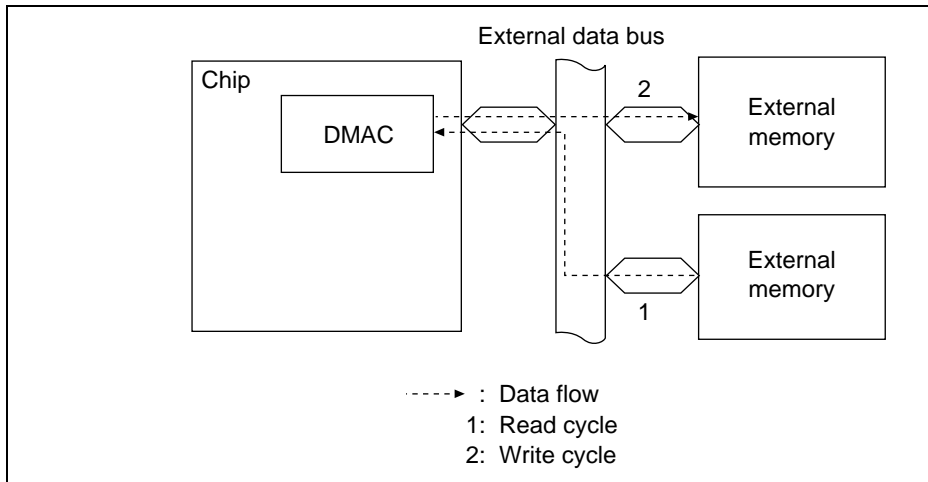 External data bus
Chip
DMAC
2
External
memory
External
memory
1
: Data flow
1: Read cycle
2: Write cycle